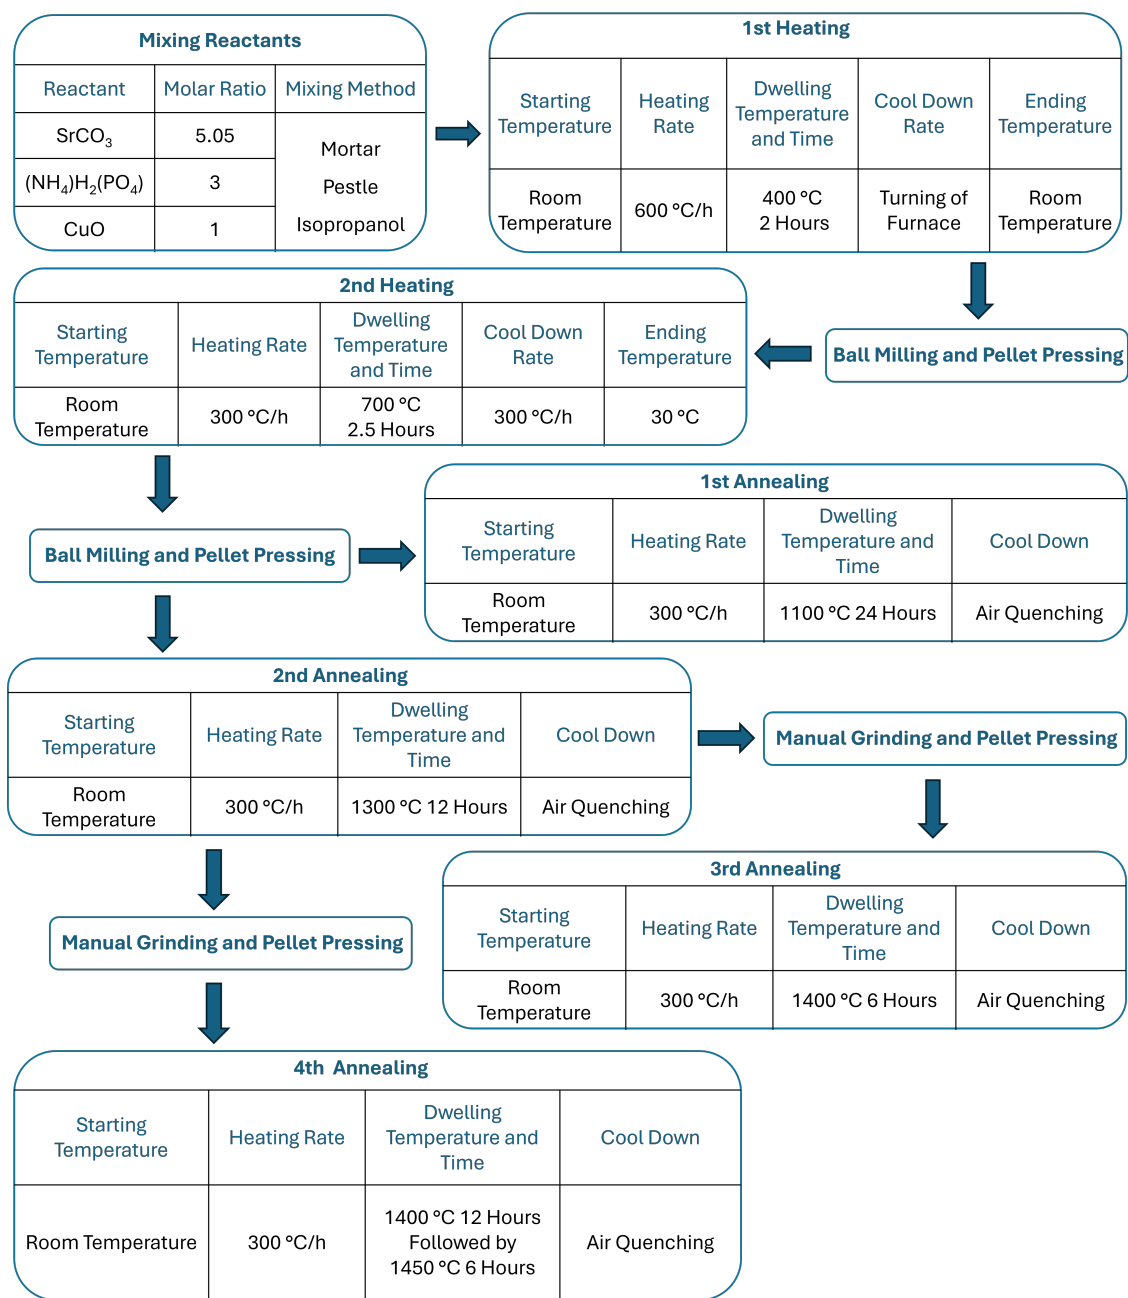 Mixing Reactants
Reactant
Molar Ratio
Mixing Method
SrCO₃
5.05
Mortar
Pestle
Isopropanol
(NH₄)H₂(PO₄)
3
CuO
1
1st Heating
Starting
Temperature
Heating
Rate
Dwelling
Temperature
and Time
Cool Down
Rate
Ending
Temperature
Room
Temperature
600 °C/h
400 °C
2 Hours
Turning of
Furnace
Room
Temperature
Ball Milling and Pellet Pressing
2nd Heating
Starting
Temperature
Heating Rate
Dwelling
Temperature
and Time
Cool Down
Rate
Ending
Temperature
Room
Temperature
300 °C/h
700 °C
2.5 Hours
300 °C/h
30 °C
Ball Milling and Pellet Pressing
1st Annealing
Starting
Temperature
Heating Rate
Dwelling
Temperature and
Time
Cool Down
Room
Temperature
300 °C/h
1100 °C 24 Hours
Air Quenching
2nd Annealing
Starting
Temperature
Heating Rate
Dwelling
Temperature and
Time
Cool Down
Room
Temperature
300 °C/h
1300 °C 12 Hours
Air Quenching
Manual Grinding and Pellet Pressing
3rd Annealing
Starting
Temperature
Heating Rate
Dwelling
Temperature and
Time
Cool Down
Room
Temperature
300 °C/h
1400 °C 6 Hours
Air Quenching
Manual Grinding and Pellet Pressing
4th Annealing
Starting
Temperature
Heating Rate
Dwelling
Temperature and
Time
Cool Down
Room Temperature
300 °C/h
1400 °C 12 Hours
Followed by
1450 °C 6 Hours
Air Quenching